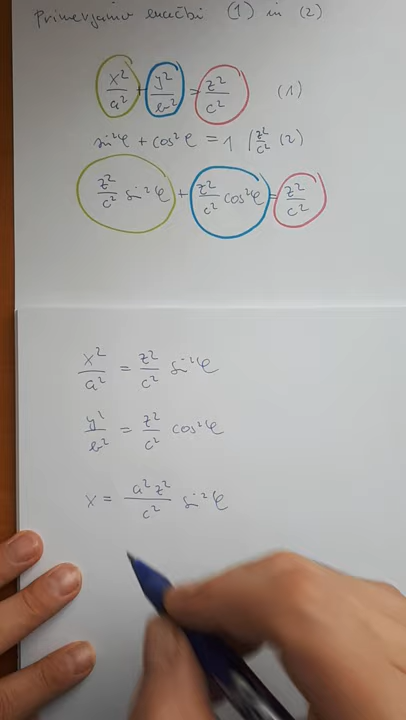 Primerjamo enačbi (1) in (2)
x²/a² + y²/b² = z²/c² (1)
sin²φ + cos²φ = 1 /· z²/c² (2)
z²/c² sin²φ + z²/c² cos²φ = z²/c²
x²/a² = z²/c² sin²φ
y²/b² = z²/c² cos²φ
x = a²z²/c² sin²φ